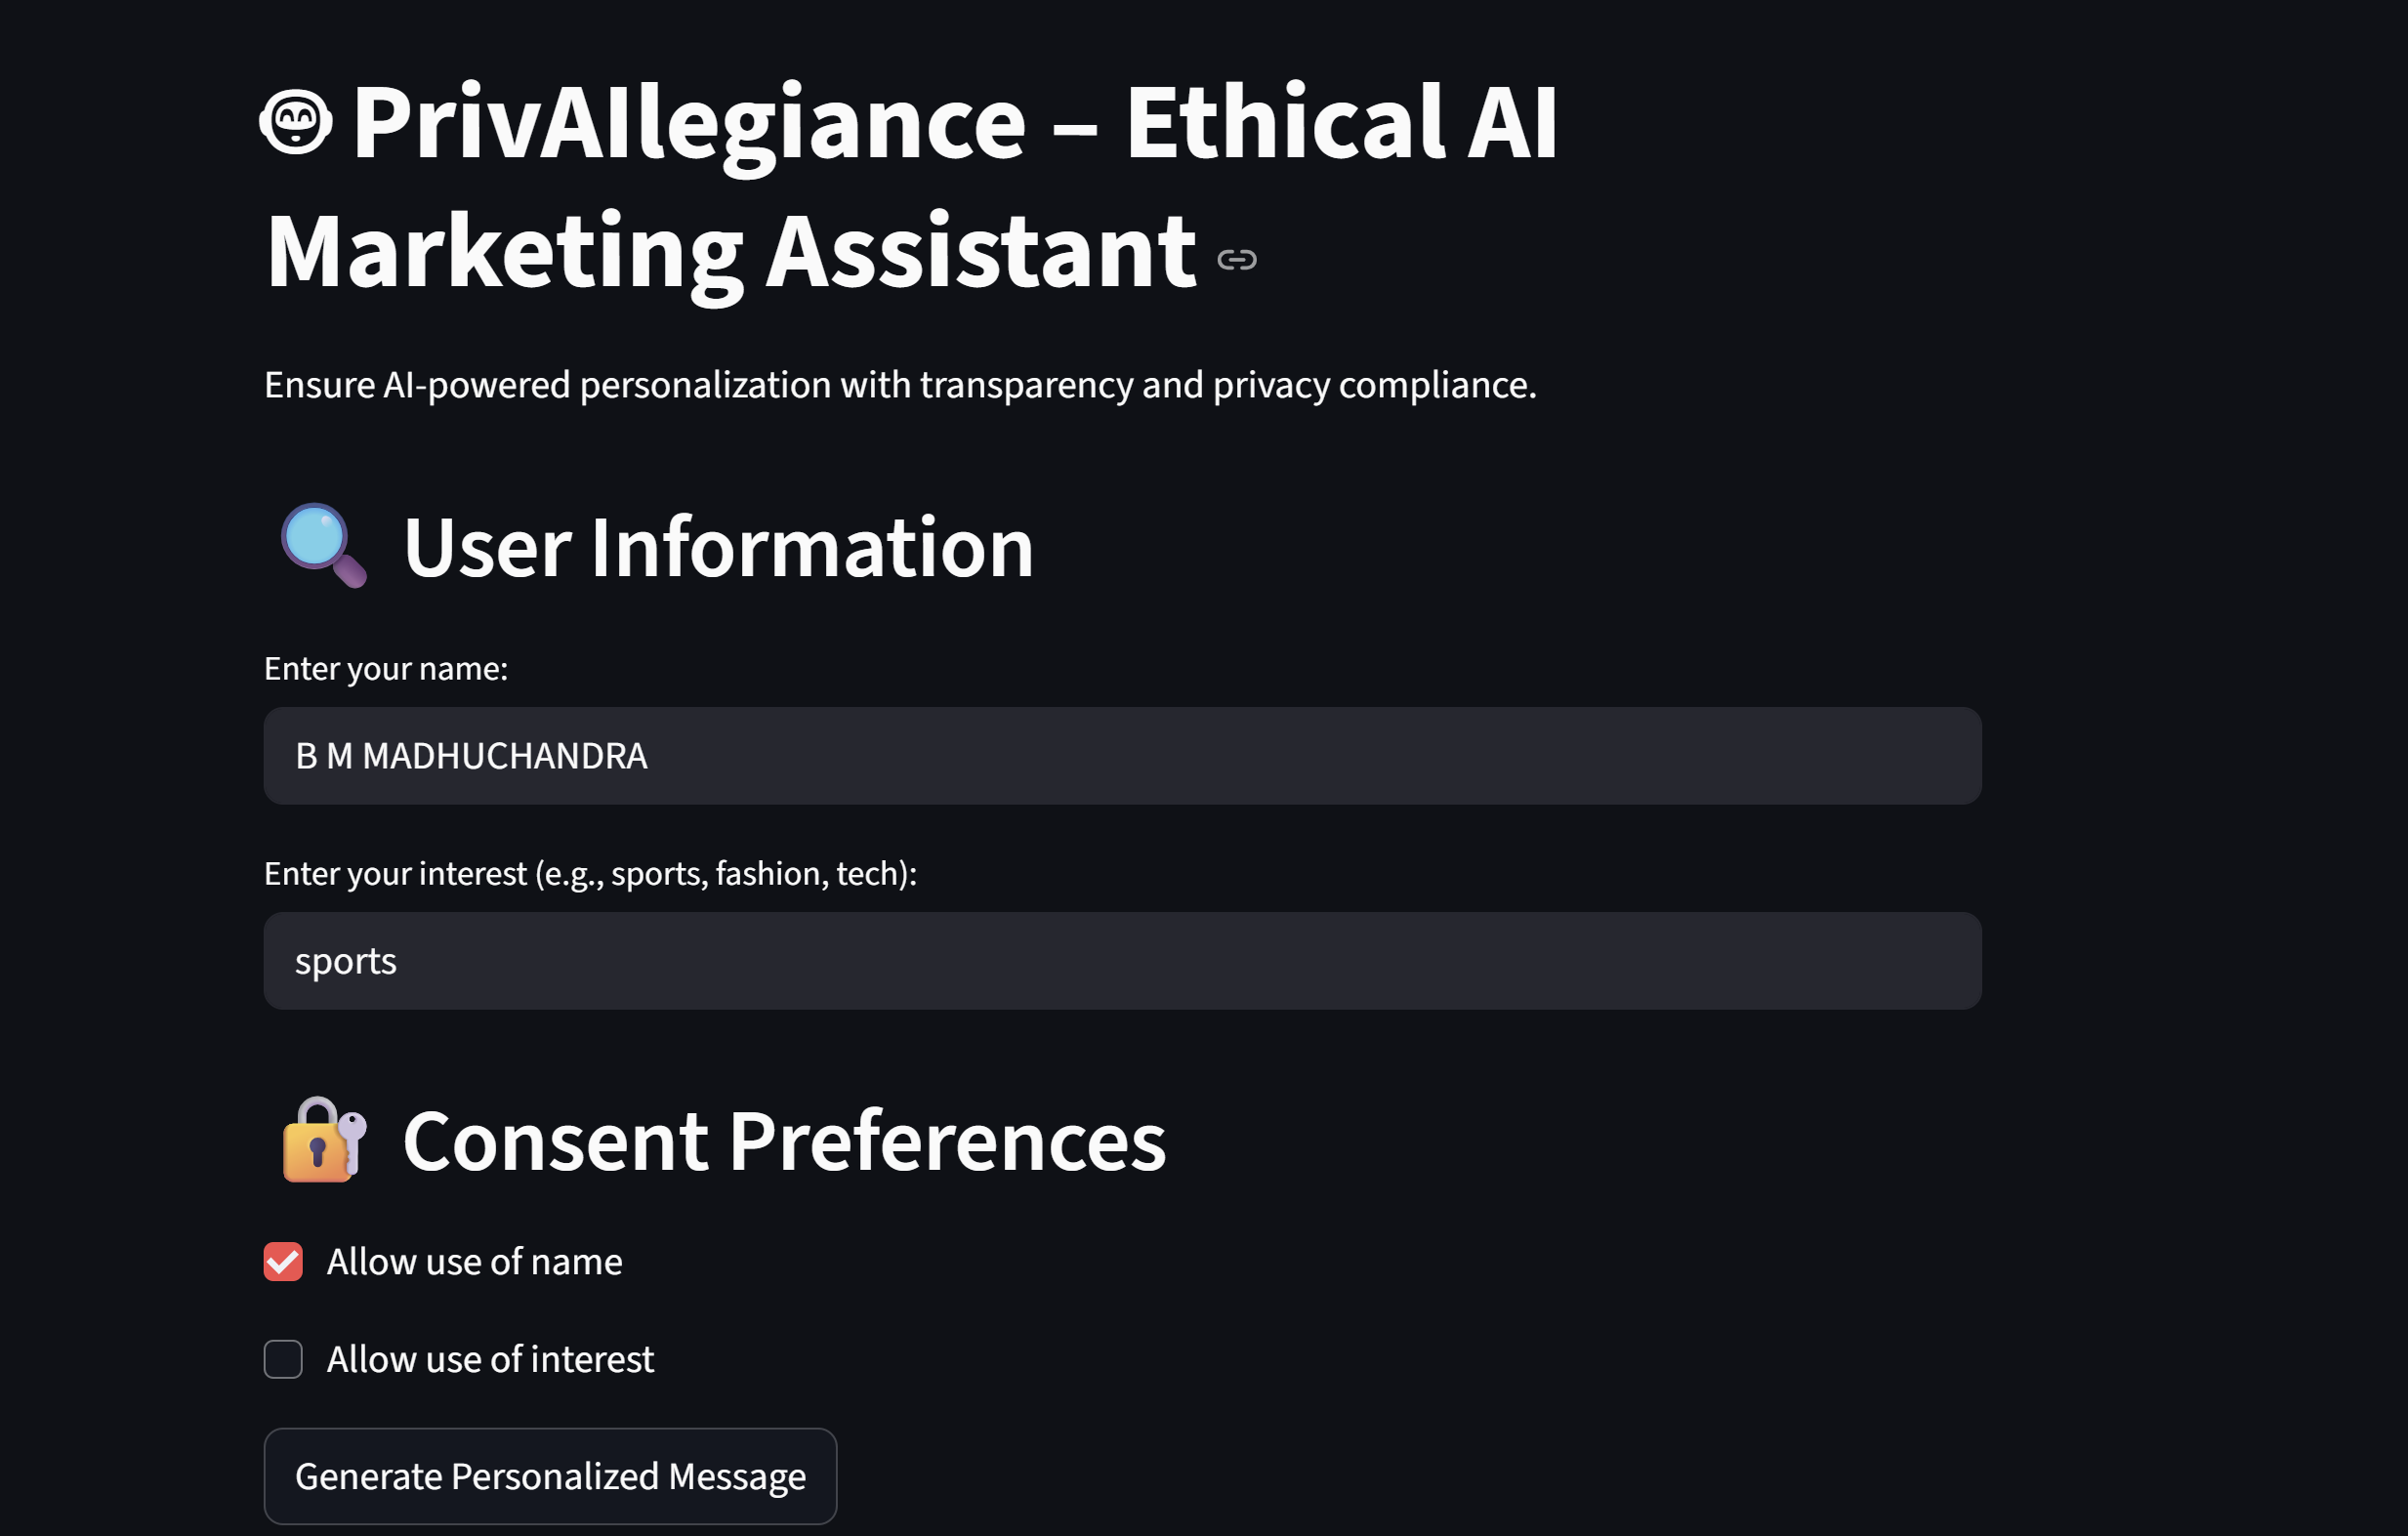 PrivAIlegiance – Ethical AI
Marketing Assistant
Ensure AI-powered personalization with transparency and privacy compliance.
User Information
Enter your name:
B M MADHUCHANDRA
Enter your interest (e.g., sports, fashion, tech):
sports
Consent Preferences
Allow use of name
Allow use of interest
Generate Personalized Message